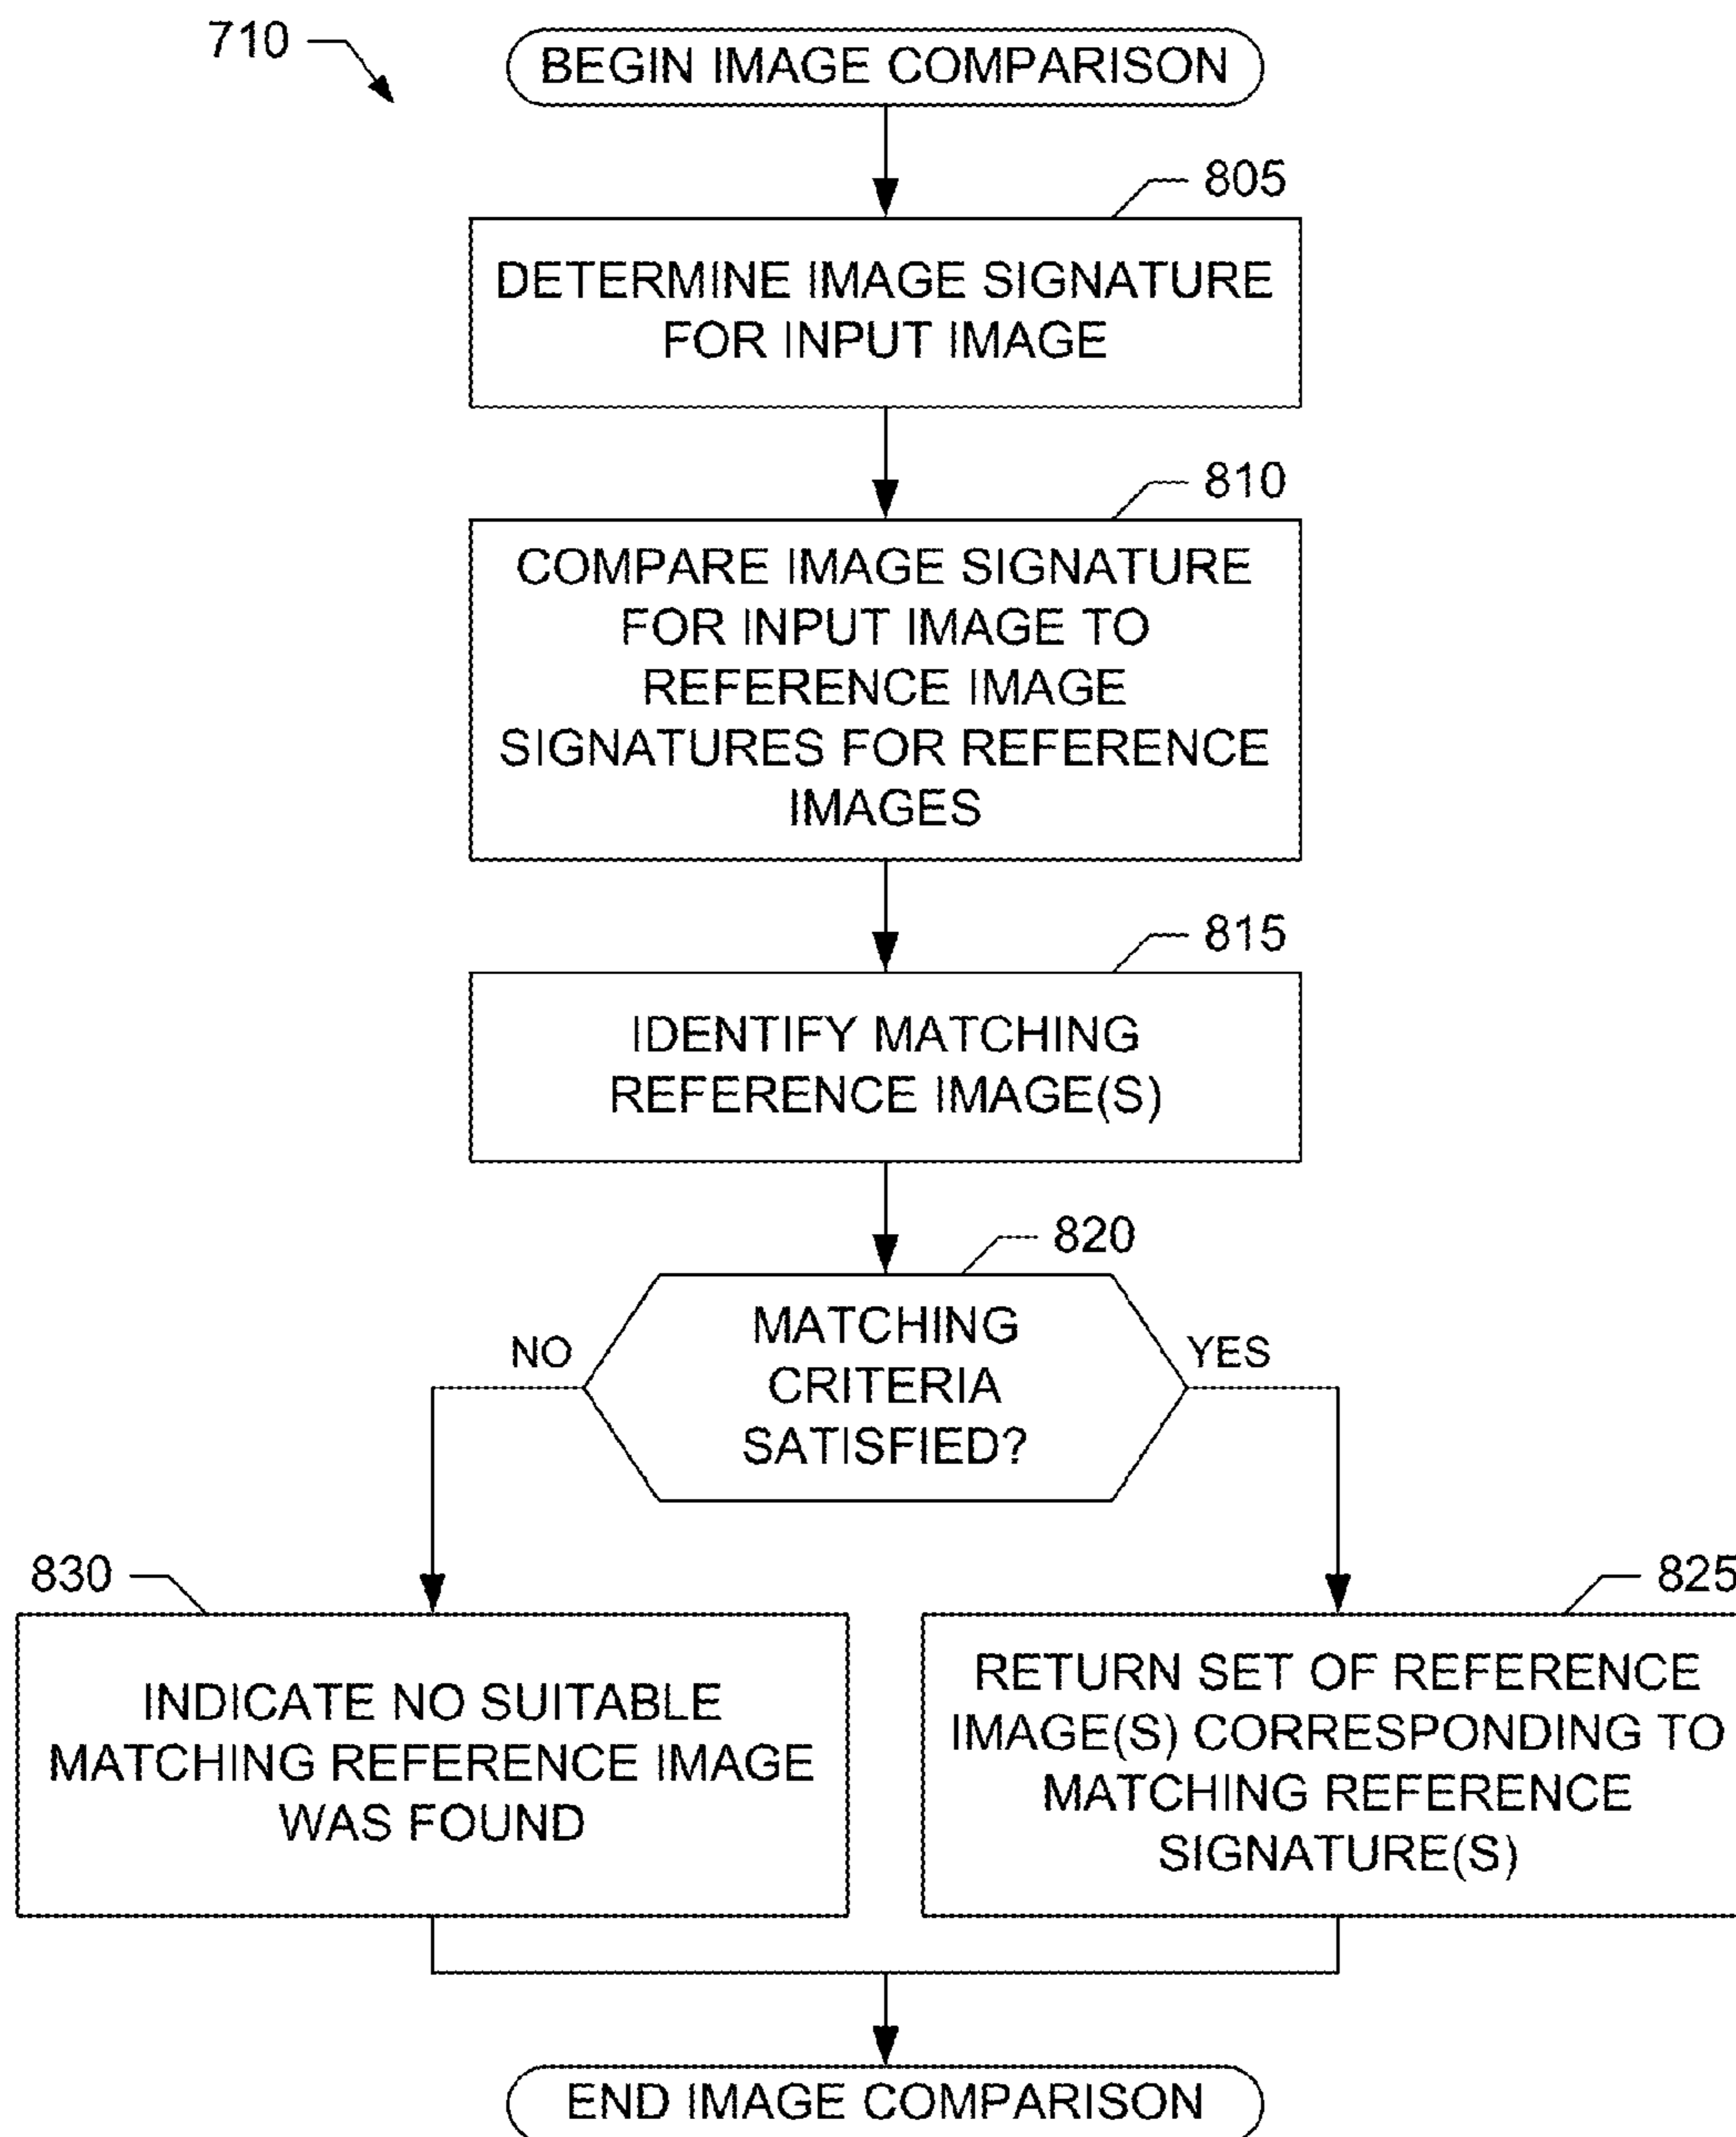 710
BEGIN IMAGE COMPARISON
805
DETERMINE IMAGE SIGNATURE
FOR INPUT IMAGE
810
COMPARE IMAGE SIGNATURE
FOR INPUT IMAGE TO
REFERENCE IMAGE
SIGNATURES FOR REFERENCE
IMAGES
815
IDENTIFY MATCHING
REFERENCE IMAGE(S)
820
MATCHING
CRITERIA
SATISFIED?
NO
YES
830
INDICATE NO SUITABLE
MATCHING REFERENCE IMAGE
WAS FOUND
825
RETURN SET OF REFERENCE
IMAGE(S) CORRESPONDING TO
MATCHING REFERENCE
SIGNATURE(S)
END IMAGE COMPARISON